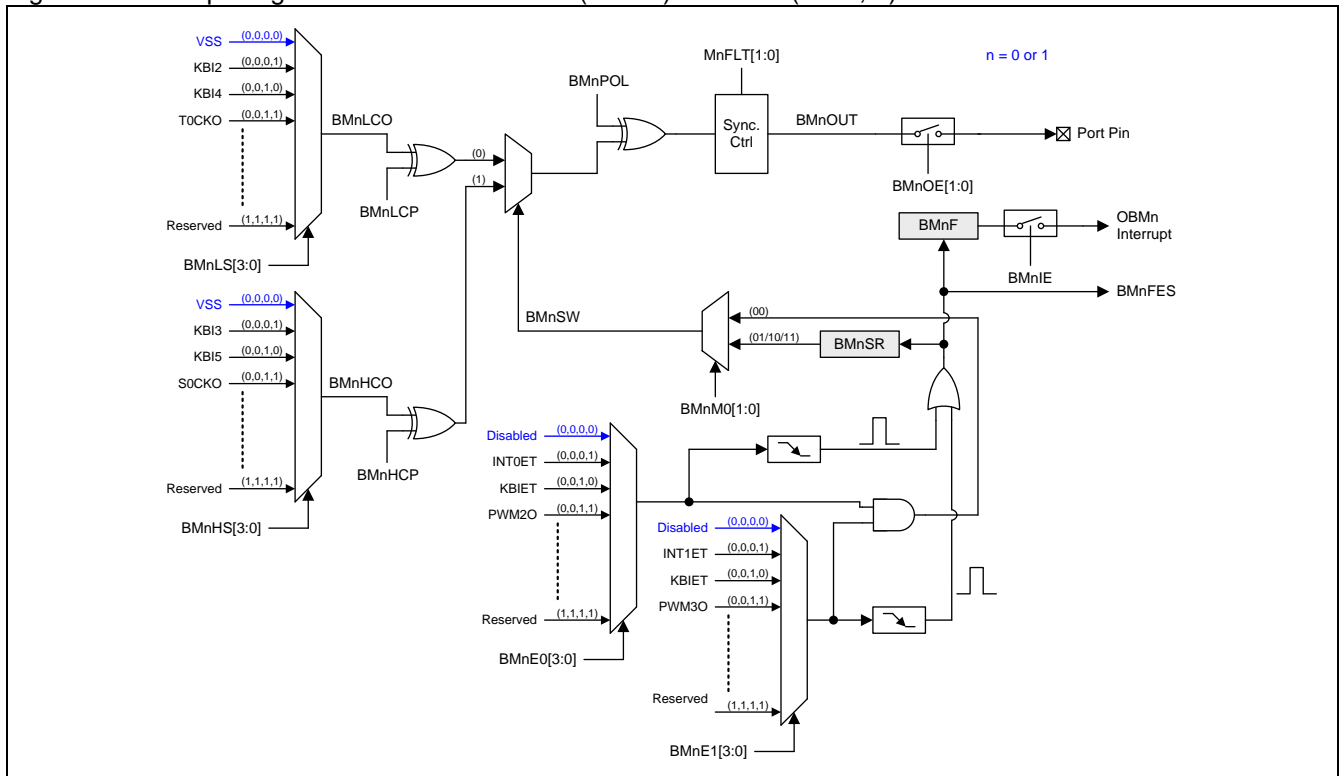 MnFLT[1:0]
n = 0 or 1
VSS (0,0,0,0)
KBI2 (0,0,0,1)
KBI4 (0,0,1,0)
T0CKO (0,0,1,1)
Reserved (1,1,1,1)
BMnLS[3:0]
BMnLCO
BMnLCP
(0)
(1)
BMnPOL
Sync.
Ctrl
BMnOUT
BMnOE[1:0]
Port Pin
BMnF
BMnIE
OBMn
Interrupt
BMnFES
VSS (0,0,0,0)
KBI3 (0,0,0,1)
KBI5 (0,0,1,0)
S0CKO (0,0,1,1)
Reserved (1,1,1,1)
BMnHS[3:0]
BMnHCO
BMnHCP
BMnSW
(00)
(01/10/11)
BMnSR
BMnM0[1:0]
Disabled (0,0,0,0)
INT0ET (0,0,0,1)
KBIET (0,0,1,0)
PWM2O (0,0,1,1)
Reserved (1,1,1,1)
BMnE0[3:0]
Disabled (0,0,0,0)
INT1ET (0,0,0,1)
KBIET (0,0,1,0)
PWM3O (0,0,1,1)
Reserved (1,1,1,1)
BMnE1[3:0]